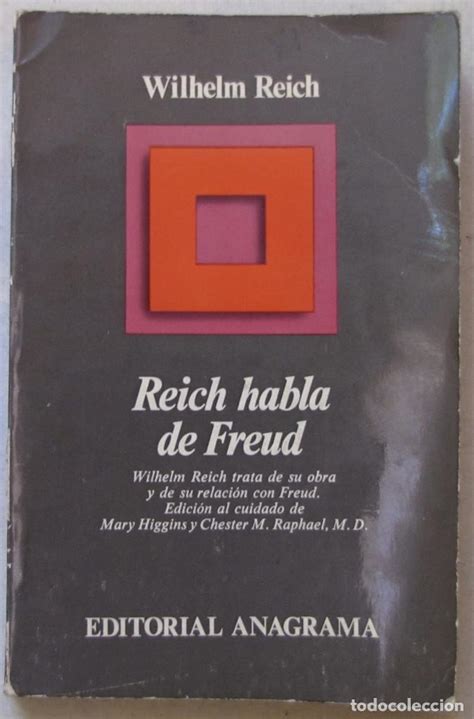 Wilhelm Reich
Reich habla
de Freud
Wilhelm Reich trata de su obra
y de su relación con Freud.
Edición al cuidado de
Mary Higgins y Chester M. Raphael, M. D.
EDITORIAL ANAGRAMA
todocoleccion